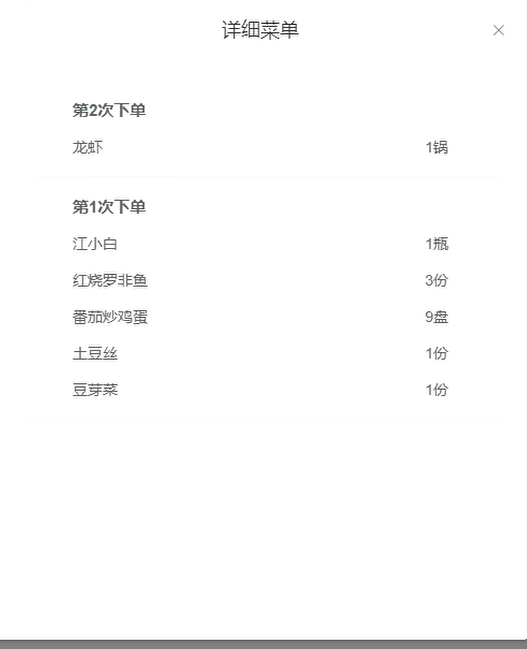 详细菜单
第2次下单
龙虾 1锅
第1次下单
江小白 1瓶
红烧罗非鱼 3份
番茄炒鸡蛋 9盘
土豆丝 1份
豆芽菜 1份